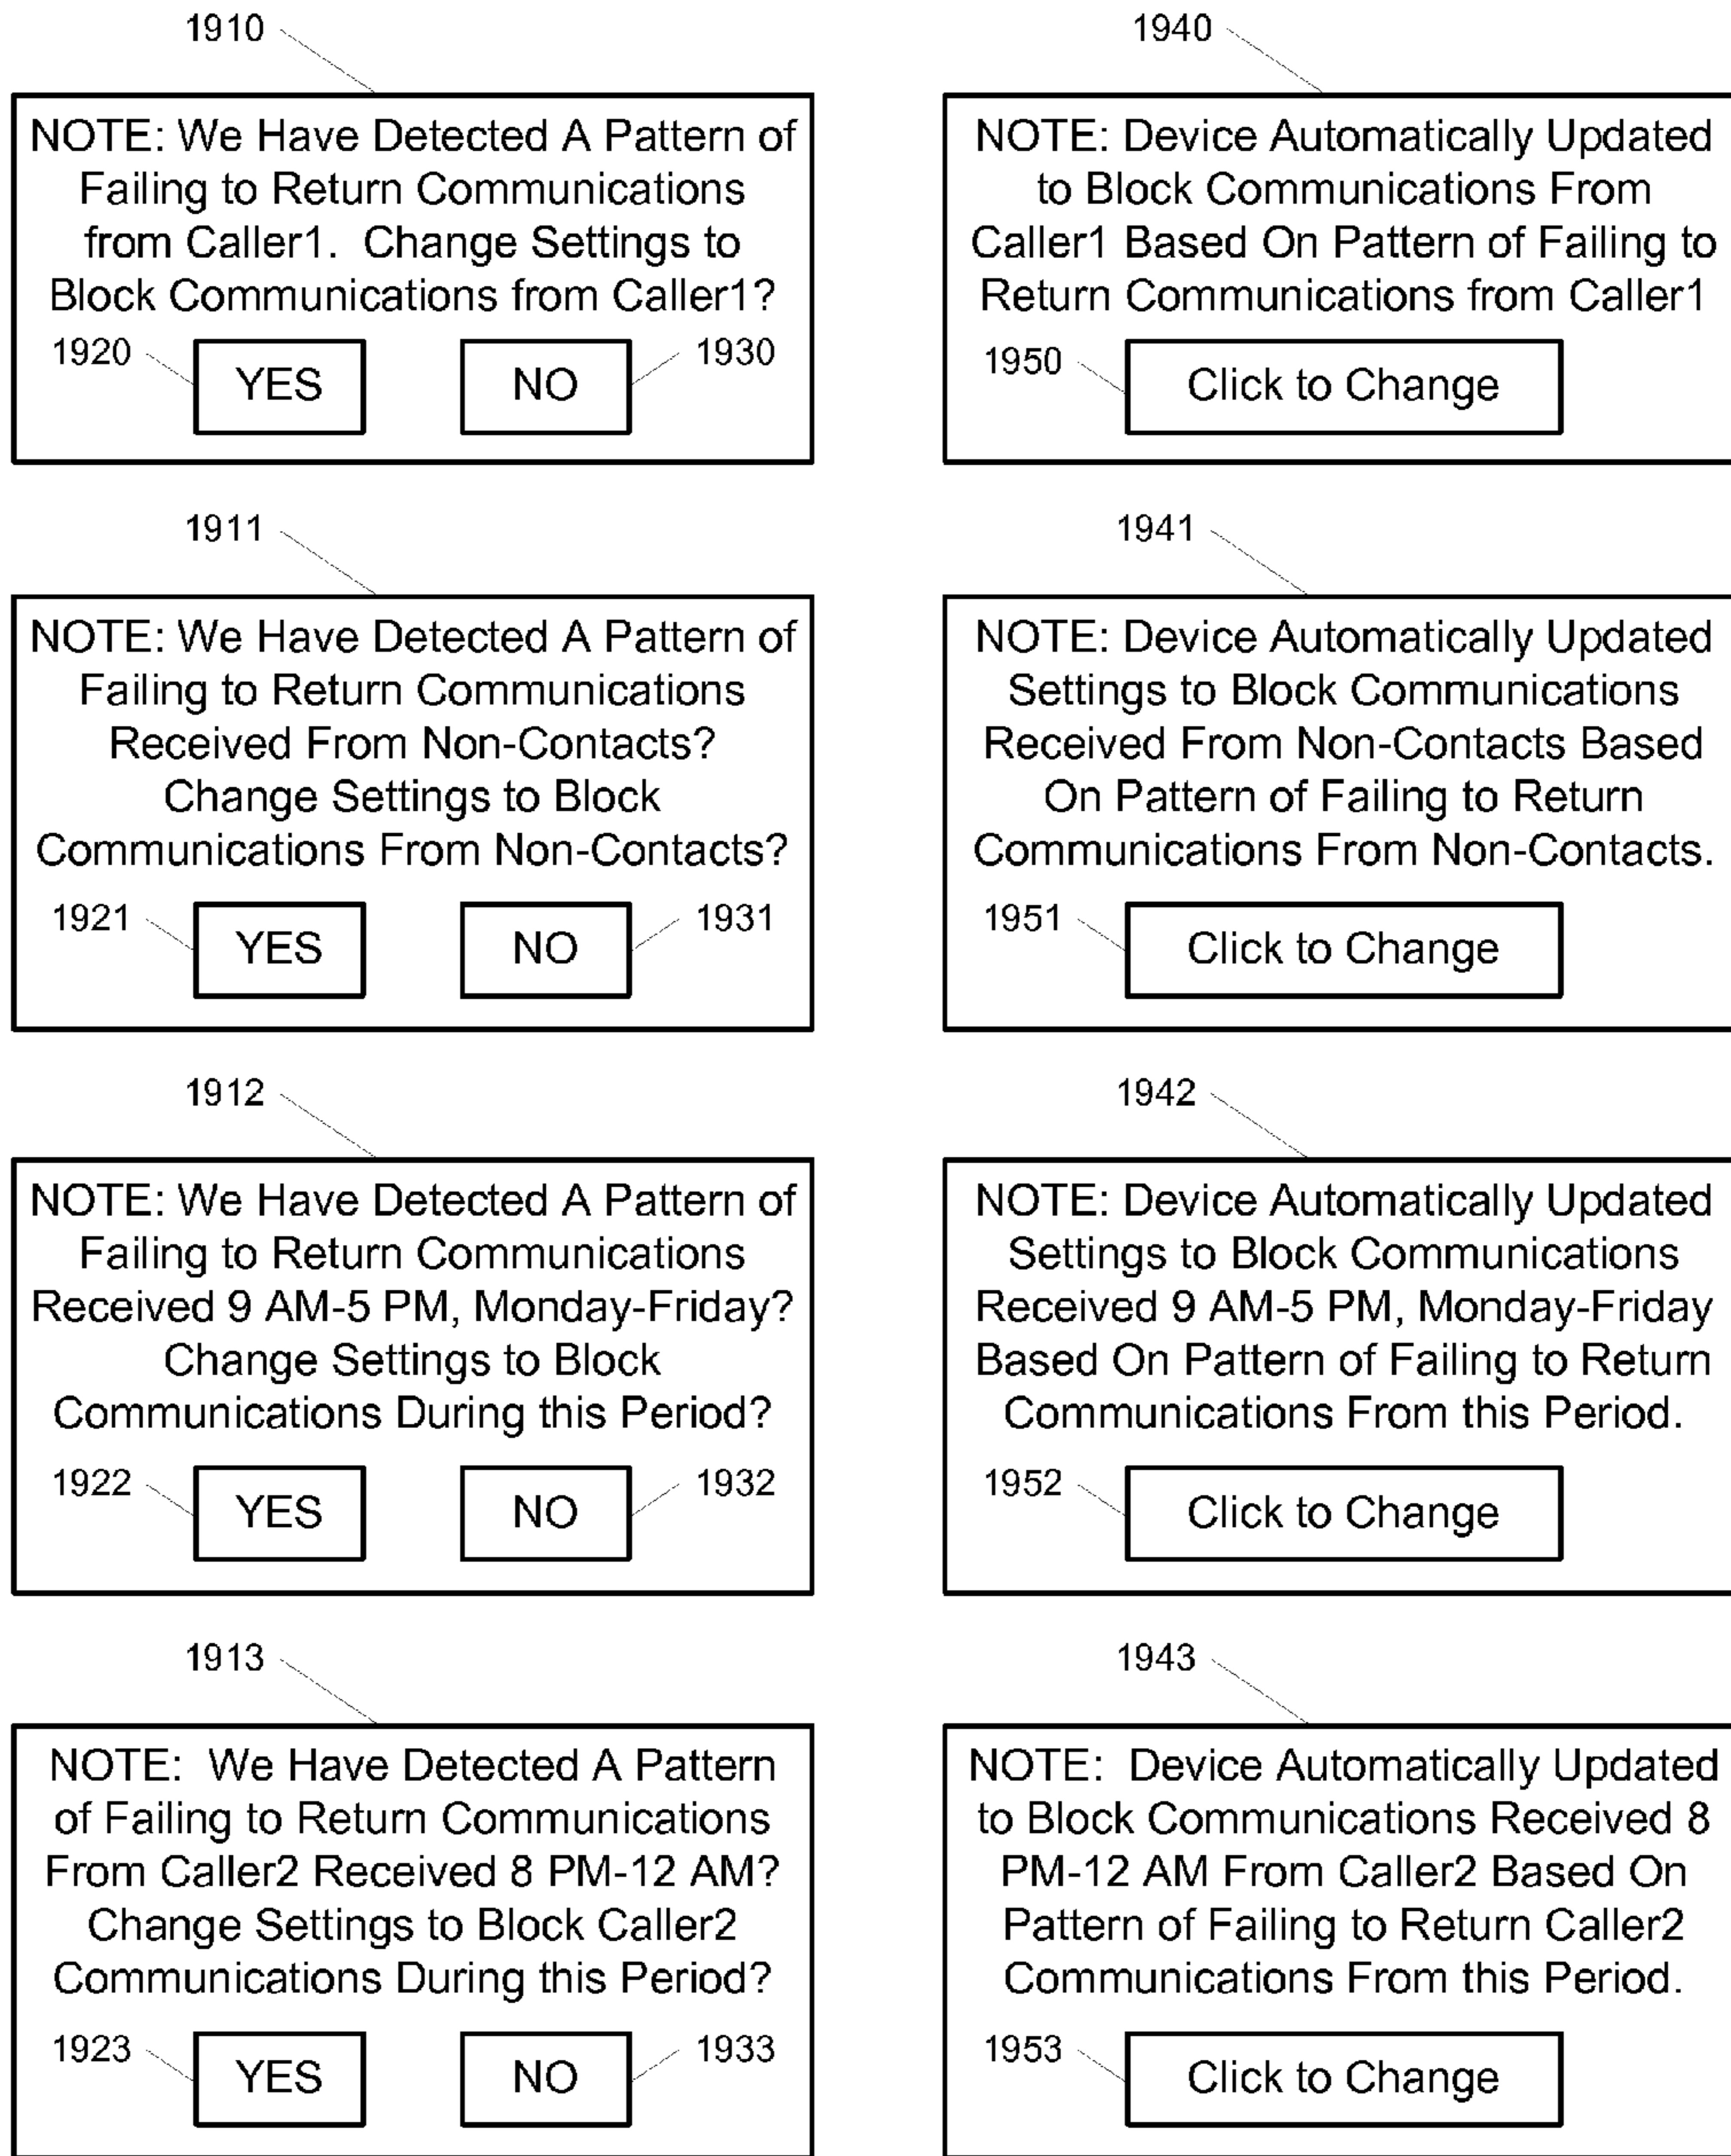 1910
NOTE: We Have Detected A Pattern of
Failing to Return Communications
from Caller1.  Change Settings to
Block Communications from Caller1?
1920
YES
NO
1930
1940
NOTE: Device Automatically Updated
to Block Communications From
Caller1 Based On Pattern of Failing to
Return Communications from Caller1
1950
Click to Change
1911
NOTE: We Have Detected A Pattern of
Failing to Return Communications
Received From Non-Contacts?
Change Settings to Block
Communications From Non-Contacts?
1921
YES
NO
1931
1941
NOTE: Device Automatically Updated
Settings to Block Communications
Received From Non-Contacts Based
On Pattern of Failing to Return
Communications From Non-Contacts.
1951
Click to Change
1912
NOTE: We Have Detected A Pattern of
Failing to Return Communications
Received 9 AM-5 PM, Monday-Friday?
Change Settings to Block
Communications During this Period?
1922
YES
NO
1932
1942
NOTE: Device Automatically Updated
Settings to Block Communications
Received 9 AM-5 PM, Monday-Friday
Based On Pattern of Failing to Return
Communications From this Period.
1952
Click to Change
1913
NOTE:  We Have Detected A Pattern
of Failing to Return Communications
From Caller2 Received 8 PM-12 AM?
Change Settings to Block Caller2
Communications During this Period?
1923
YES
NO
1933
1943
NOTE:  Device Automatically Updated
to Block Communications Received 8
PM-12 AM From Caller2 Based On
Pattern of Failing to Return Caller2
Communications From this Period.
1953
Click to Change